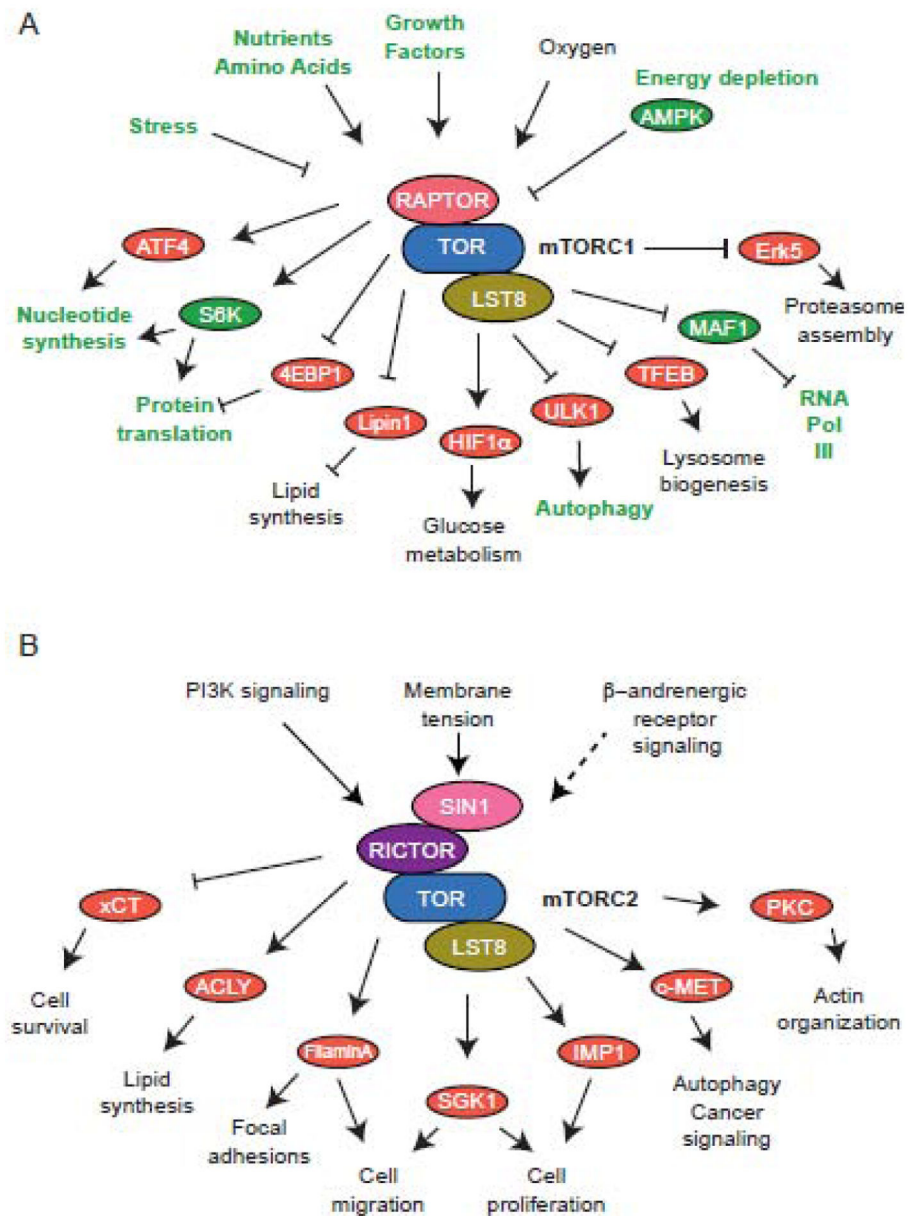 A
Nutrients
Amino Acids
Growth
Factors
Oxygen
Energy depletion
AMPK
Stress
RAPTOR
ATF4
TOR
mTORC1
Erk5
LST8
Nucleotide
synthesis
S6K
MAF1
Proteasome
assembly
4EBP1
TFEB
Protein
translation
Lipin1
HIF1α
ULK1
RNA
Pol
III
Lipid
synthesis
Glucose
metabolism
Autophagy
Lysosome
biogenesis
B
PI3K signaling
Membrane
tension
β–andrenergic
receptor
signaling
SIN1
RICTOR
xCT
TOR
mTORC2
PKC
LST8
Cell
survival
ACLY
c-MET
Actin
organization
Lipid
synthesis
FilaminA
IMP1
SGK1
Autophagy
Cancer
signaling
Focal
adhesions
Cell
migration
Cell
proliferation